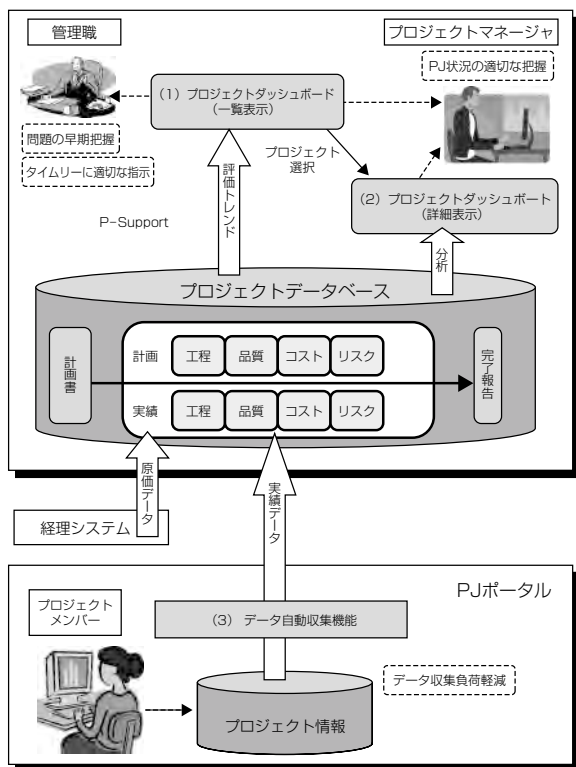 管理職
プロジェクトマネージャ
PJ状況の適切な把握
(1) プロジェクトダッシュボード
(一覧表示)
問題の早期把握
タイムリーに適切な指示
プロジェクト
選択
評価トレンド
(2) プロジェクトダッシュボート
(詳細表示)
P-Support
分析
プロジェクトデータベース
計画書
計画
工程
品質
コスト
リスク
実績
工程
品質
コスト
リスク
完了報告
原価データ
実績データ
経理システム
PJポータル
プロジェクト
メンバー
(3) データ自動収集機能
データ収集負荷軽減
プロジェクト情報